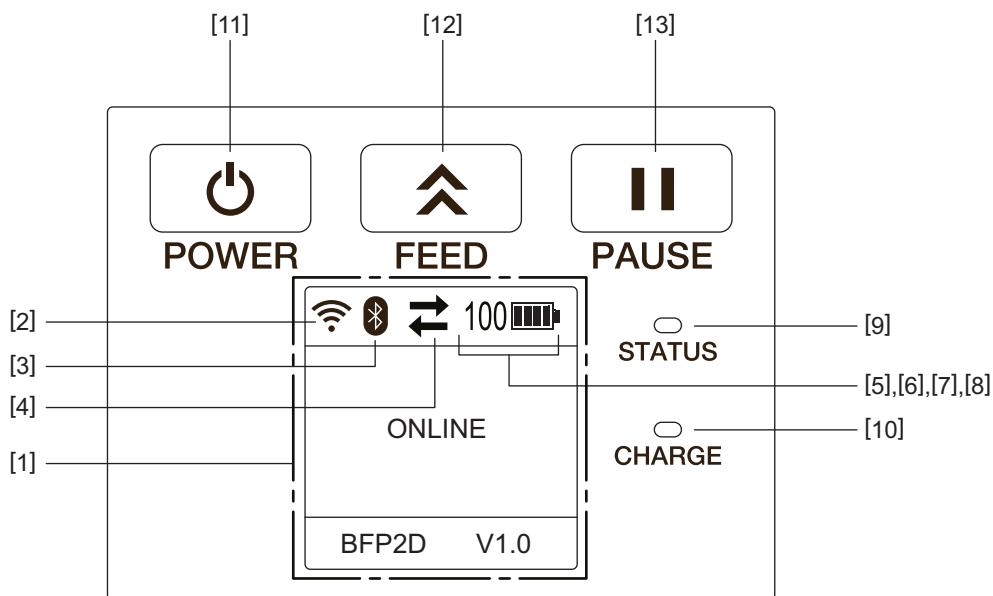 [11] [12] [13]
POWER FEED PAUSE
[2] 100 [9]
STATUS
[3] [5],[6],[7],[8]
[4] ONLINE [10]
[1] CHARGE
BFP2D V1.0